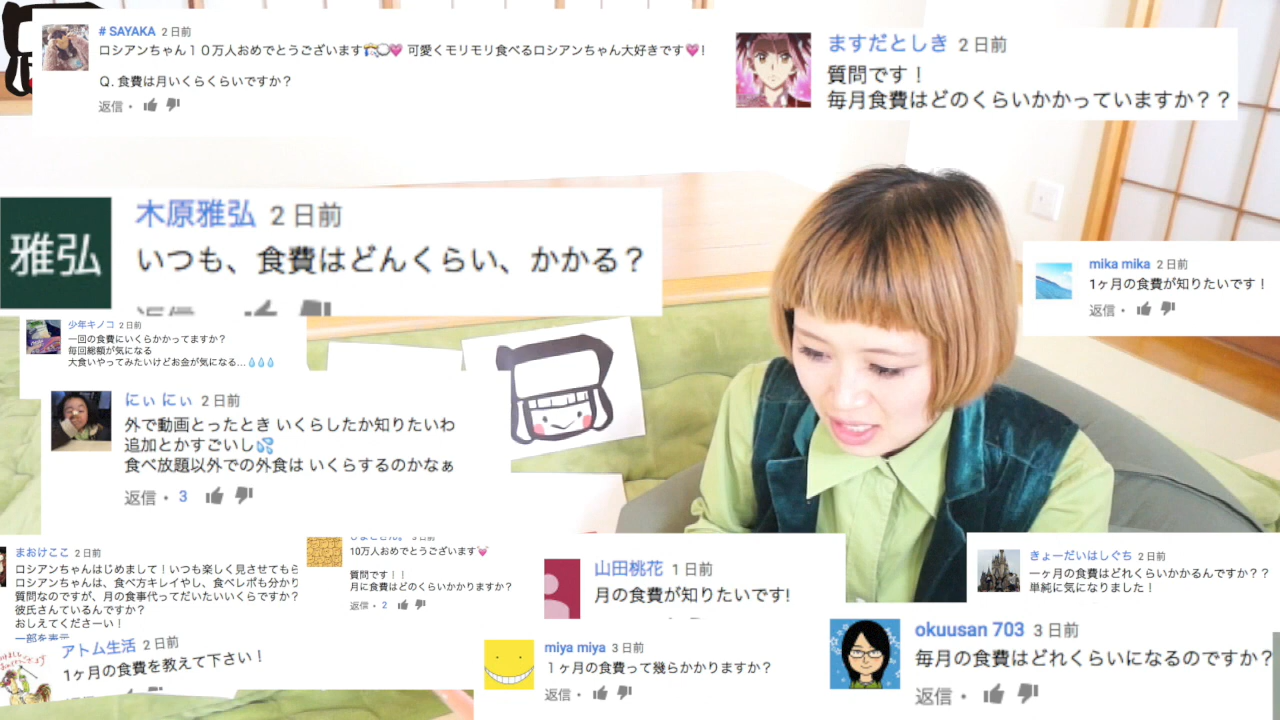 # SAYAKA 2日前
ロシアンちゃん１０万人おめでとうございます 可愛くモリモリ食べるロシアンちゃん大好きです！
Ｑ. 食費は月いくらくらいですか？
返信・
ますだとしき 2日前
質問です！
毎月食費はどのくらいかかっていますか？？
雅弘
木原雅弘 2日前
いつも、食費はどんくらい、かかる？
返信
mika mika 2日前
1ヶ月の食費が知りたいです！
返信・
少年キノコ 2日前
一回の食費にいくらかかってますか？
毎回総額が気になる
大食いやってみたいけどお金が気になる…
にぃ にぃ 2日前
外で動画とったとき いくらしたか知りたいわ
追加とかすごいし
食べ放題以外での外食は いくらするのかなぁ
返信・ 3
まおけここ 2日前
ロシアンちゃんはじめまして！いつも楽しく見させてもら
ロシアンちゃんは、食べ方キレイやし、食べレポも分かり
質問なのですが、月の食事代ってだいたいいくらですか？
彼氏さんているんですか？
おしえてくださーい！
一部を表示
10万人おめでとうございます
質問です！！
月に食費はどのくらいかかりますか？
返信・ 2
山田桃花 1日前
月の食費が知りたいです!
きょーだいはしぐち 2日前
一ヶ月の食費はどれくらいかかるんですか？？
単純に気になりました！
アトム生活 2日前
1ヶ月の食費を教えて下さい！
miya miya 3日前
１ヶ月の食費って幾らかかりますか？
返信・
okuusan 703 3日前
毎月の食費はどれくらいになるのですか？
返信・